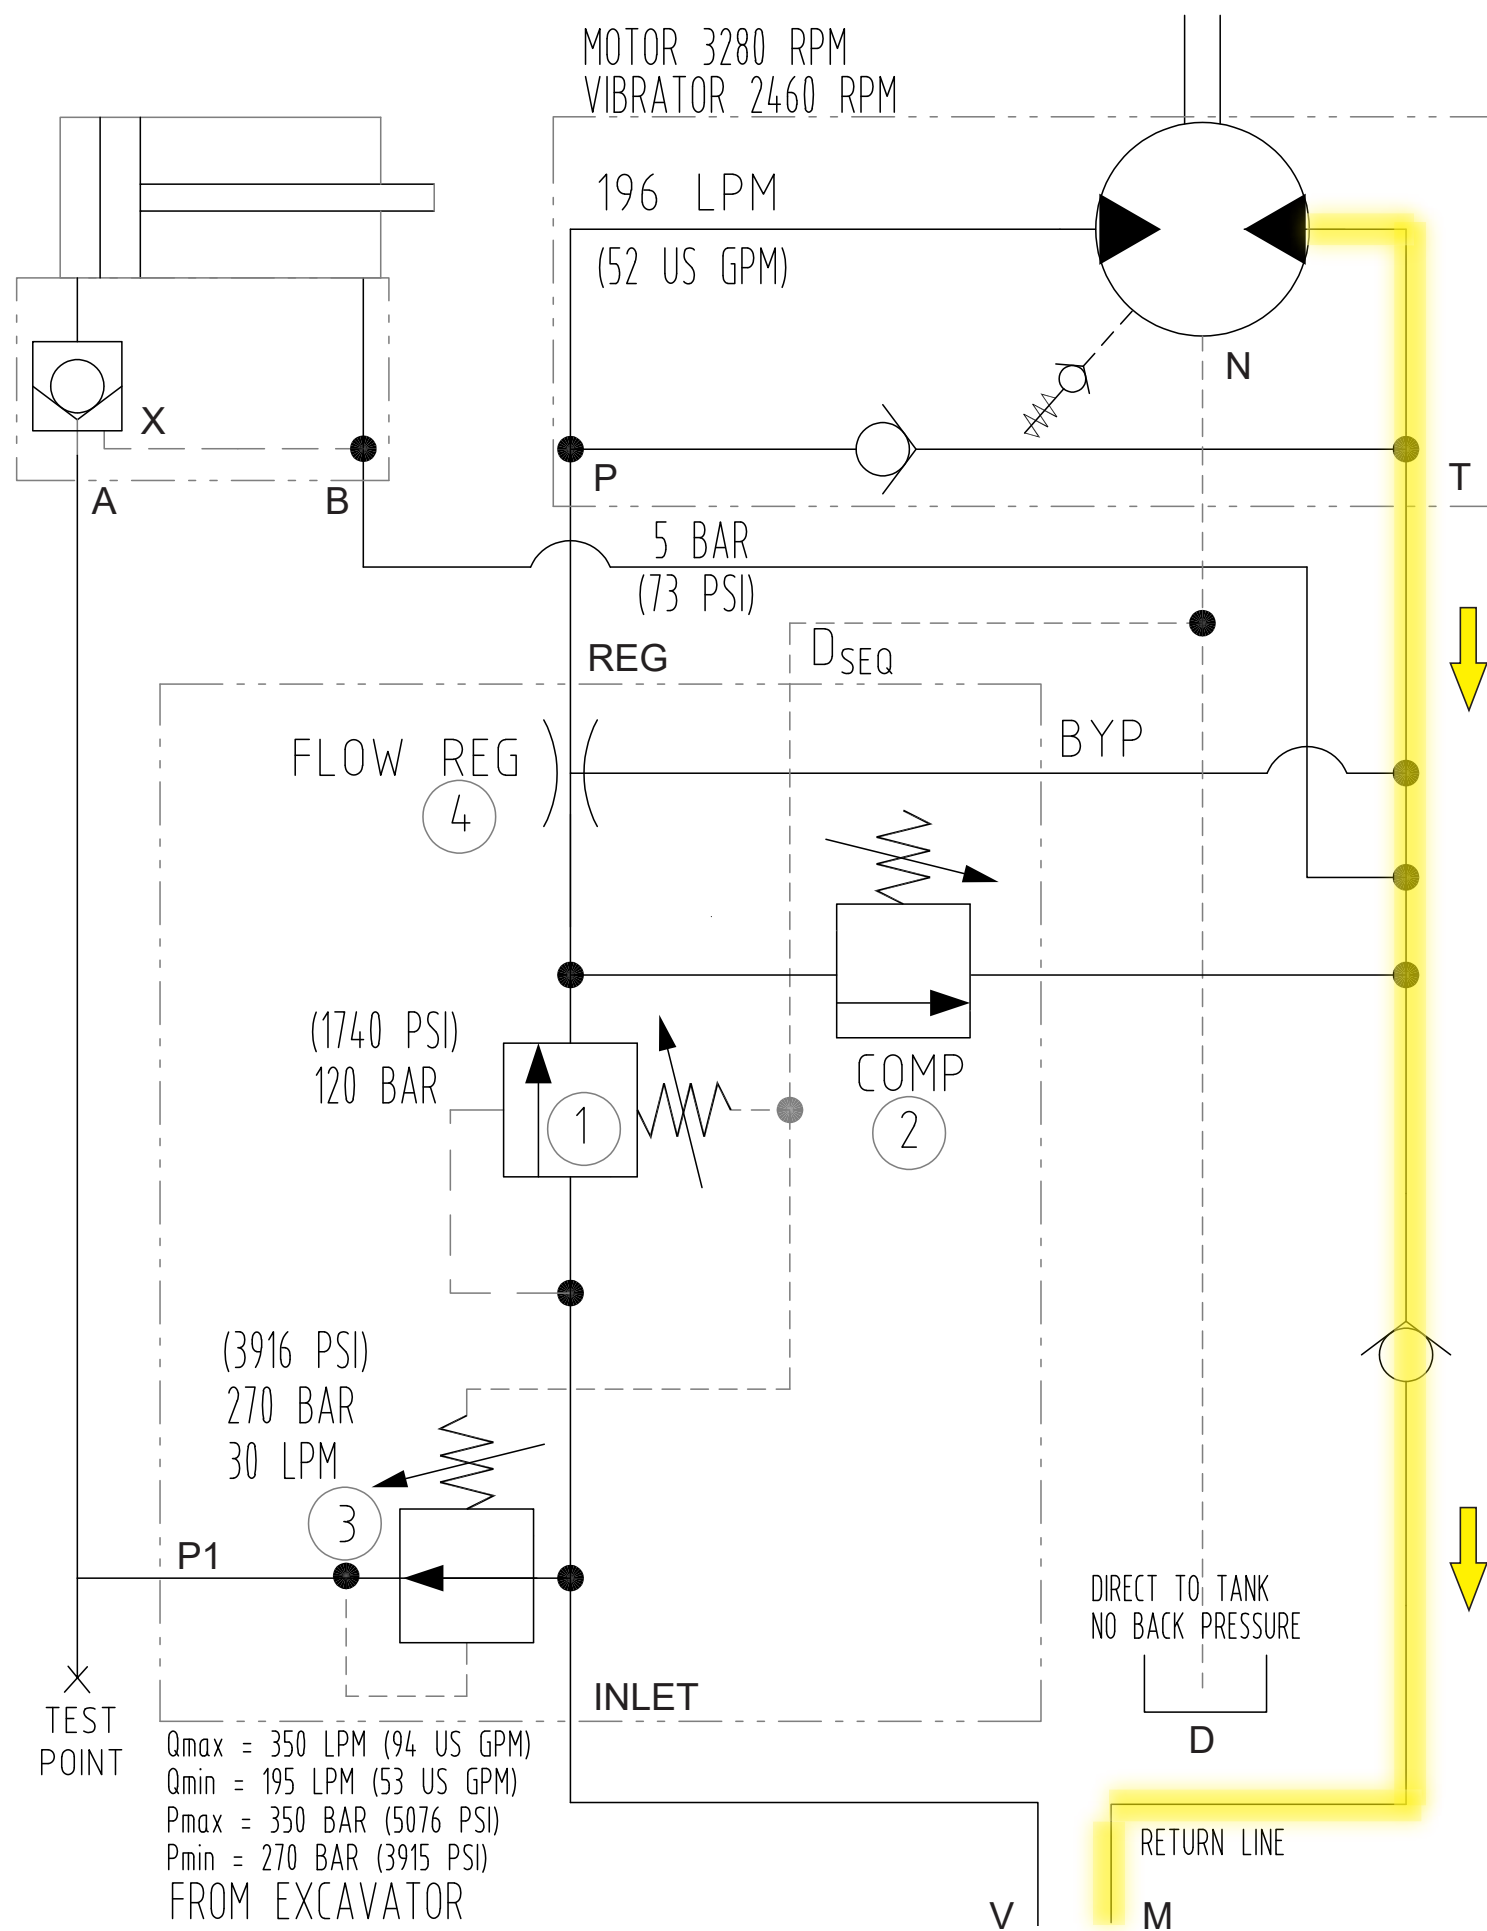 MOTOR 3280 RPM
VIBRATOR 2460 RPM
196 LPM
(52 US GPM)
N
X
A
B
P
T
5 BAR
(73 PSI)
REG
DSEQ
FLOW REG
4
BYP
(1740 PSI)
120 BAR
1
COMP
2
(3916 PSI)
270 BAR
30 LPM
3
P1
DIRECT TO TANK
NO BACK PRESSURE
INLET
TEST
POINT
D
Qmax = 350 LPM (94 US GPM)
Qmin = 195 LPM (53 US GPM)
Pmax = 350 BAR (5076 PSI)
Pmin = 270 BAR (3915 PSI)
FROM EXCAVATOR
RETURN LINE
V
M